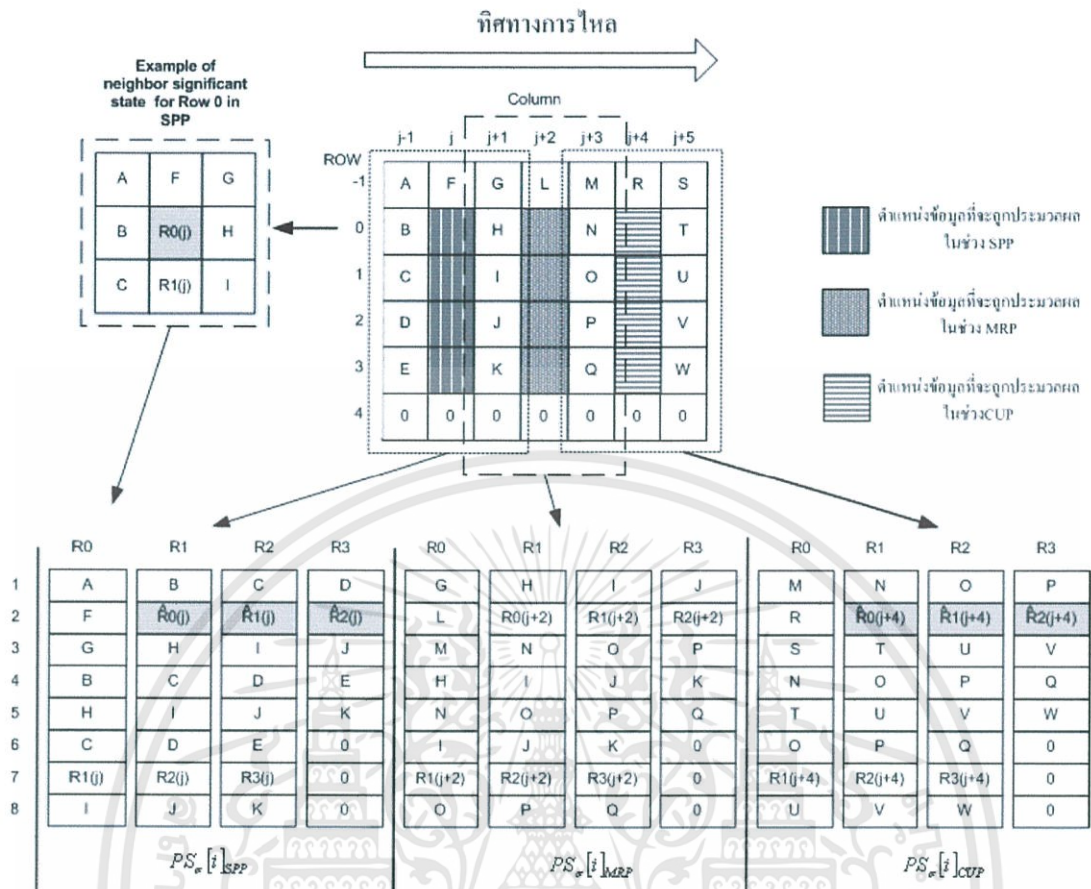 ทิศทางการไหล
Example of
neighbor significant
state for Row 0 in
SPP
A F G
B R0(j) H
C R1(j) I
Column
j-1 j j+1 j+2 j+3 j+4 j+5
ROW
-1 A F G L M R S
0 B H N T
1 C I O U
2 D J P V
3 E K Q W
4 0 0 0 0 0 0 0
ตำแหน่งข้อมูลที่จะถูกประมวลผล
ในช่วง SPP
ตำแหน่งข้อมูลที่จะถูกประมวลผล
ในช่วง MRP
ตำแหน่งข้อมูลที่จะถูกประมวลผล
ในช่วงCUP
R0 R1 R2 R3 R0 R1 R2 R3 R0 R1 R2 R3
1 A B C D G H I J M N O P
2 F R̂0(j) R̂1(j) R̂2(j) L R0(j+2) R1(j+2) R2(j+2) R R̂0(j+4) R̂1(j+4) R̂2(j+4)
3 G H I J M N O P S T U V
4 B C D E H I J K N O P Q
5 H I J K N O P Q T U V W
6 C D E 0 I J K 0 O P Q 0
7 R1(j) R2(j) R3(j) 0 R1(j+2) R2(j+2) R3(j+2) 0 R1(j+4) R2(j+4) R3(j+4) 0
8 I J K 0 O P Q 0 U V W 0
PSσ[i]SPP PSσ[i]MRP PSσ[i]CUP